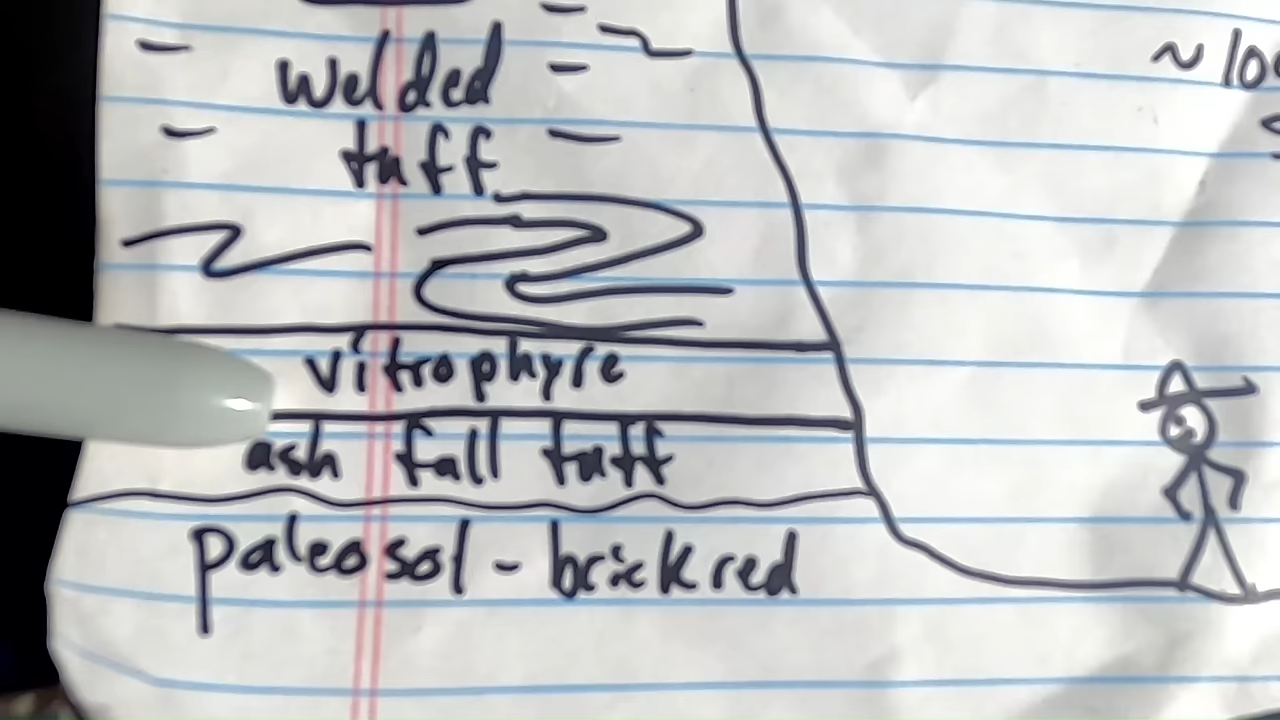 welded
tuff
vitrophyre
ash fall tuff
paleosol - brick red